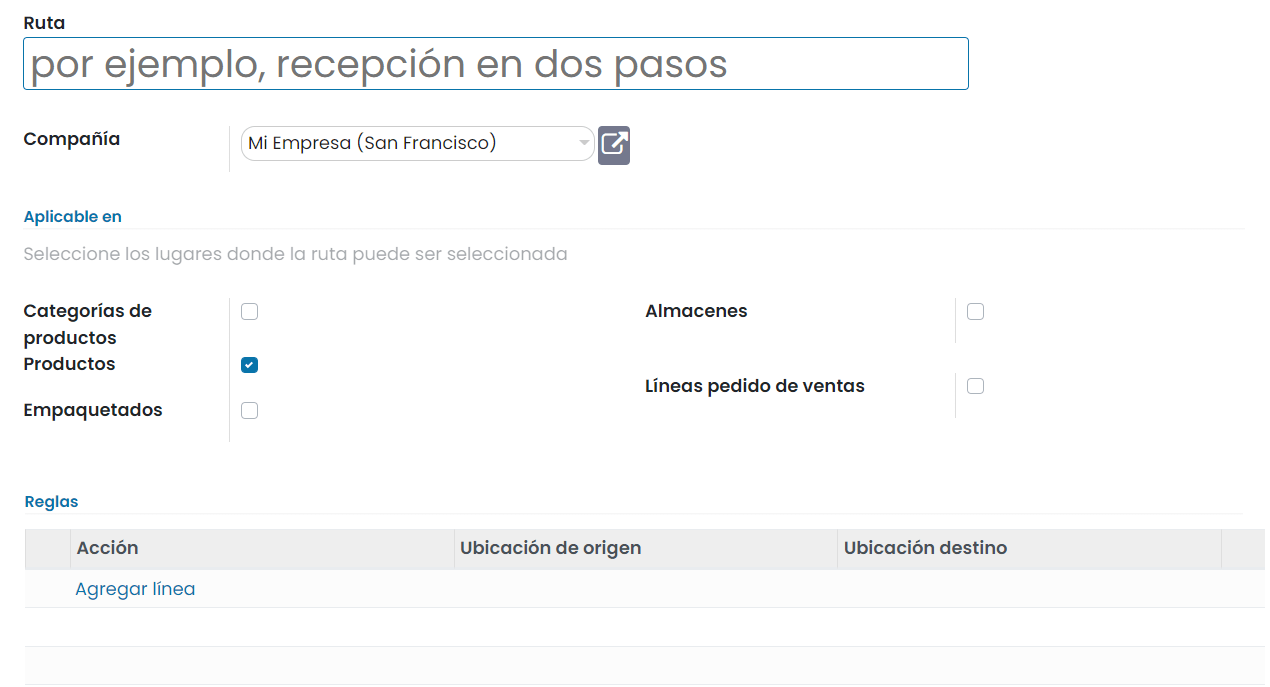 Ruta
por ejemplo, recepción en dos pasos
Compañía
Mi Empresa (San Francisco)
Aplicable en
Seleccione los lugares donde la ruta puede ser seleccionada
Categorías de
productos
Productos
Empaquetados
Almacenes
Líneas pedido de ventas
Reglas
Acción Ubicación de origen Ubicación destino
Agregar línea